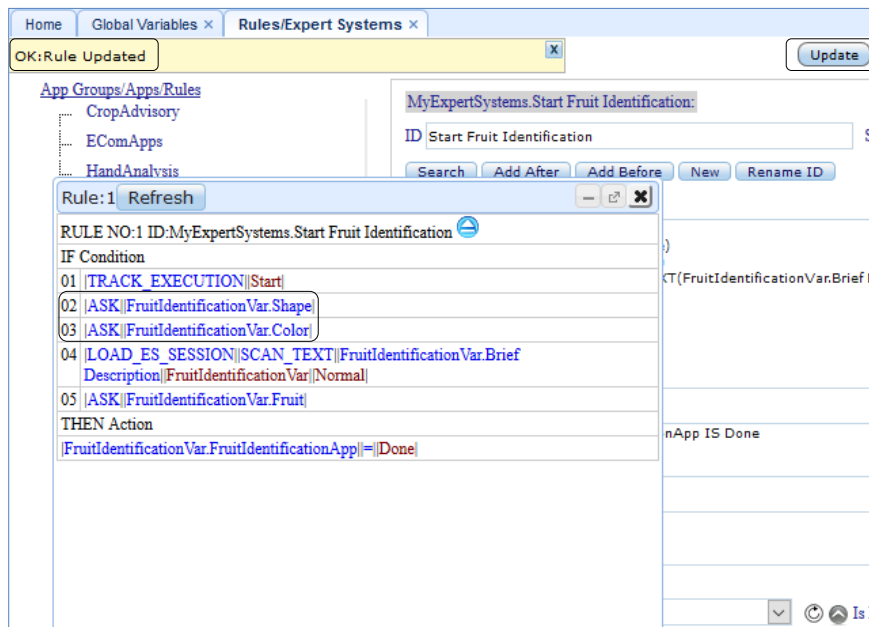 Home Global Variables × Rules/Expert Systems ×
OK:Rule Updated x Update
App Groups/Apps/Rules
CropAdvisory
EComApps
HandAnalysis
MyExpertSystems.Start Fruit Identification:
ID Start Fruit Identification
Search Add After Add Before New Rename ID
Rule:1 Refresh
RULE NO:1 ID:MyExpertSystems.Start Fruit Identification
IF Condition
01 |TRACK_EXECUTION||Start|
02 |ASK||FruitIdentificationVar.Shape|
03 |ASK||FruitIdentificationVar.Color|
04 |LOAD_ES_SESSION||SCAN_TEXT||FruitIdentificationVar.Brief
Description||FruitIdentificationVar||Normal|
05 |ASK||FruitIdentificationVar.Fruit|
THEN Action
|FruitIdentificationVar.FruitIdentificationApp||=||Done|
)
XT(FruitIdentificationVar.Brief
nApp IS Done
Is